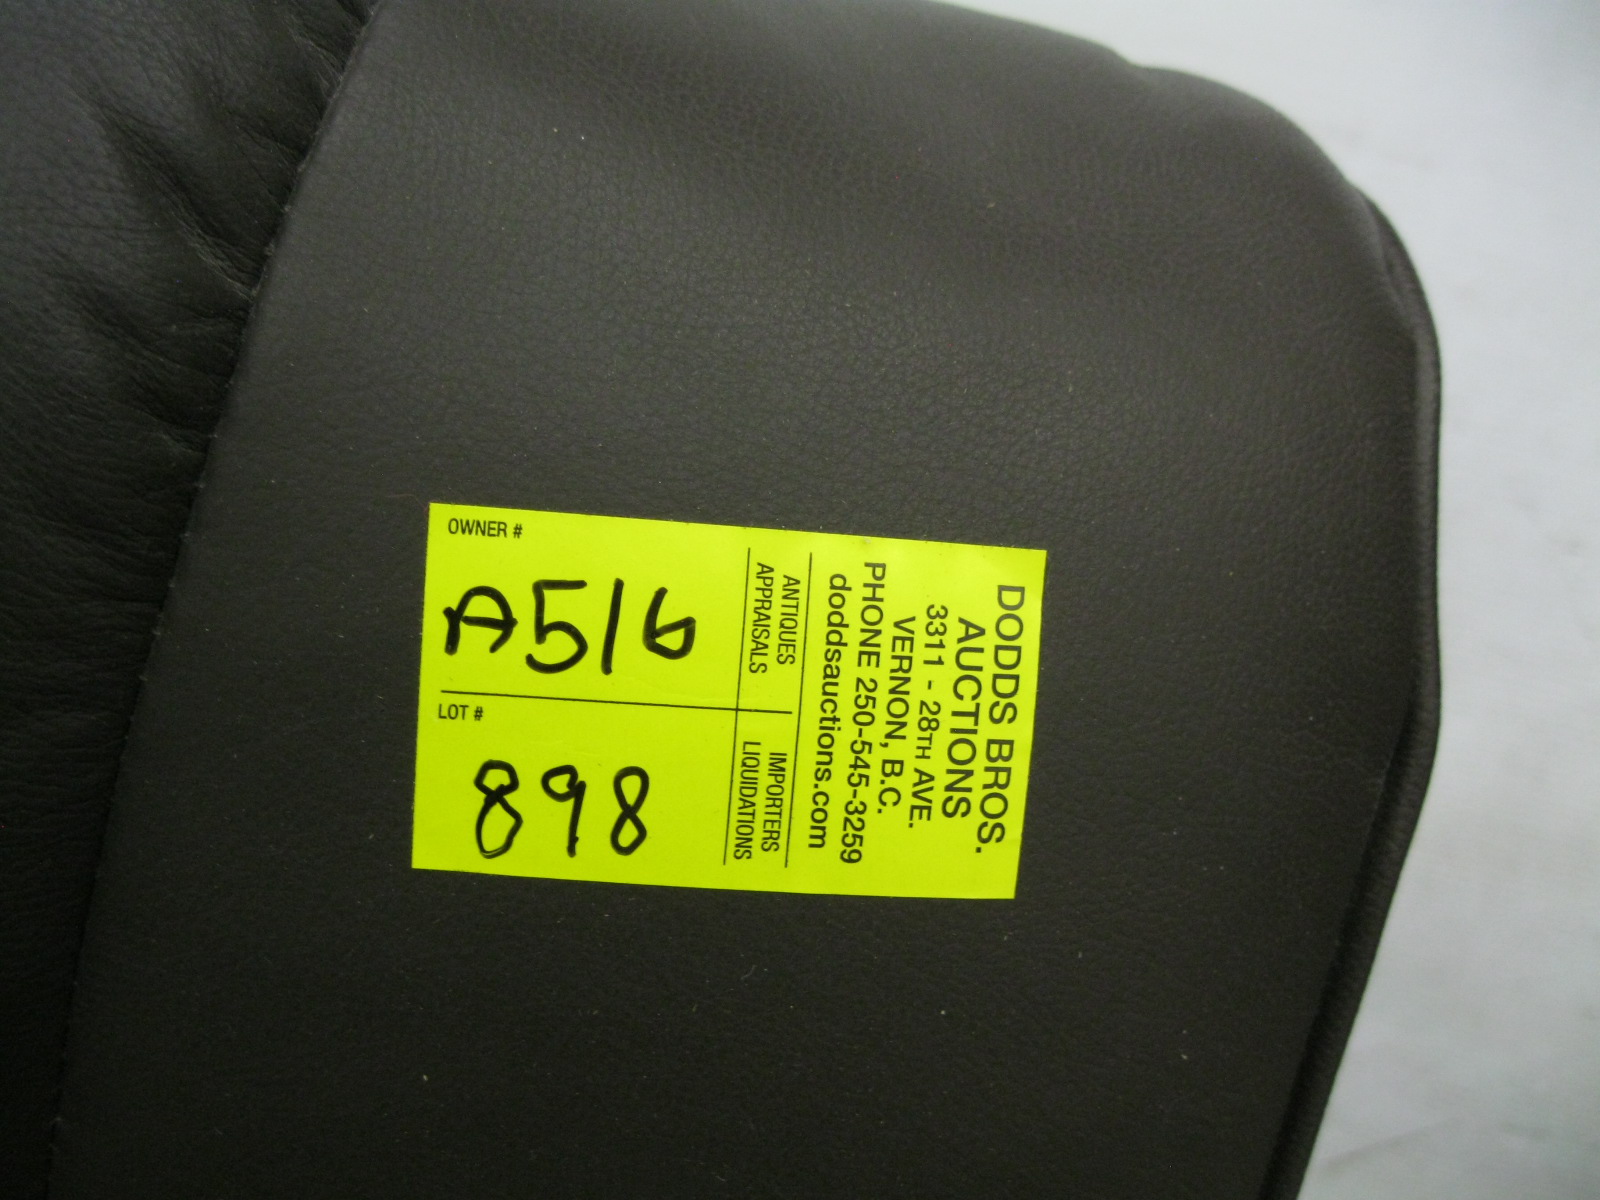 OWNER #
A516
LOT #
898
ANTIQUES
APPRAISALS
IMPORTERS
LIQUIDATIONS
DODDS BROS.
AUCTIONS
3311 - 28TH AVE.
VERNON, B.C.
PHONE 250-545-3259
doddsauctions.com